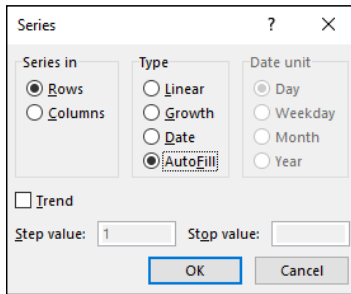 Series ? ×
Series in
Rows
Columns
Type
Linear
Growth
Date
AutoFill
Date unit
Day
Weekday
Month
Year
Trend
Step value: 1
Stop value:
OK
Cancel